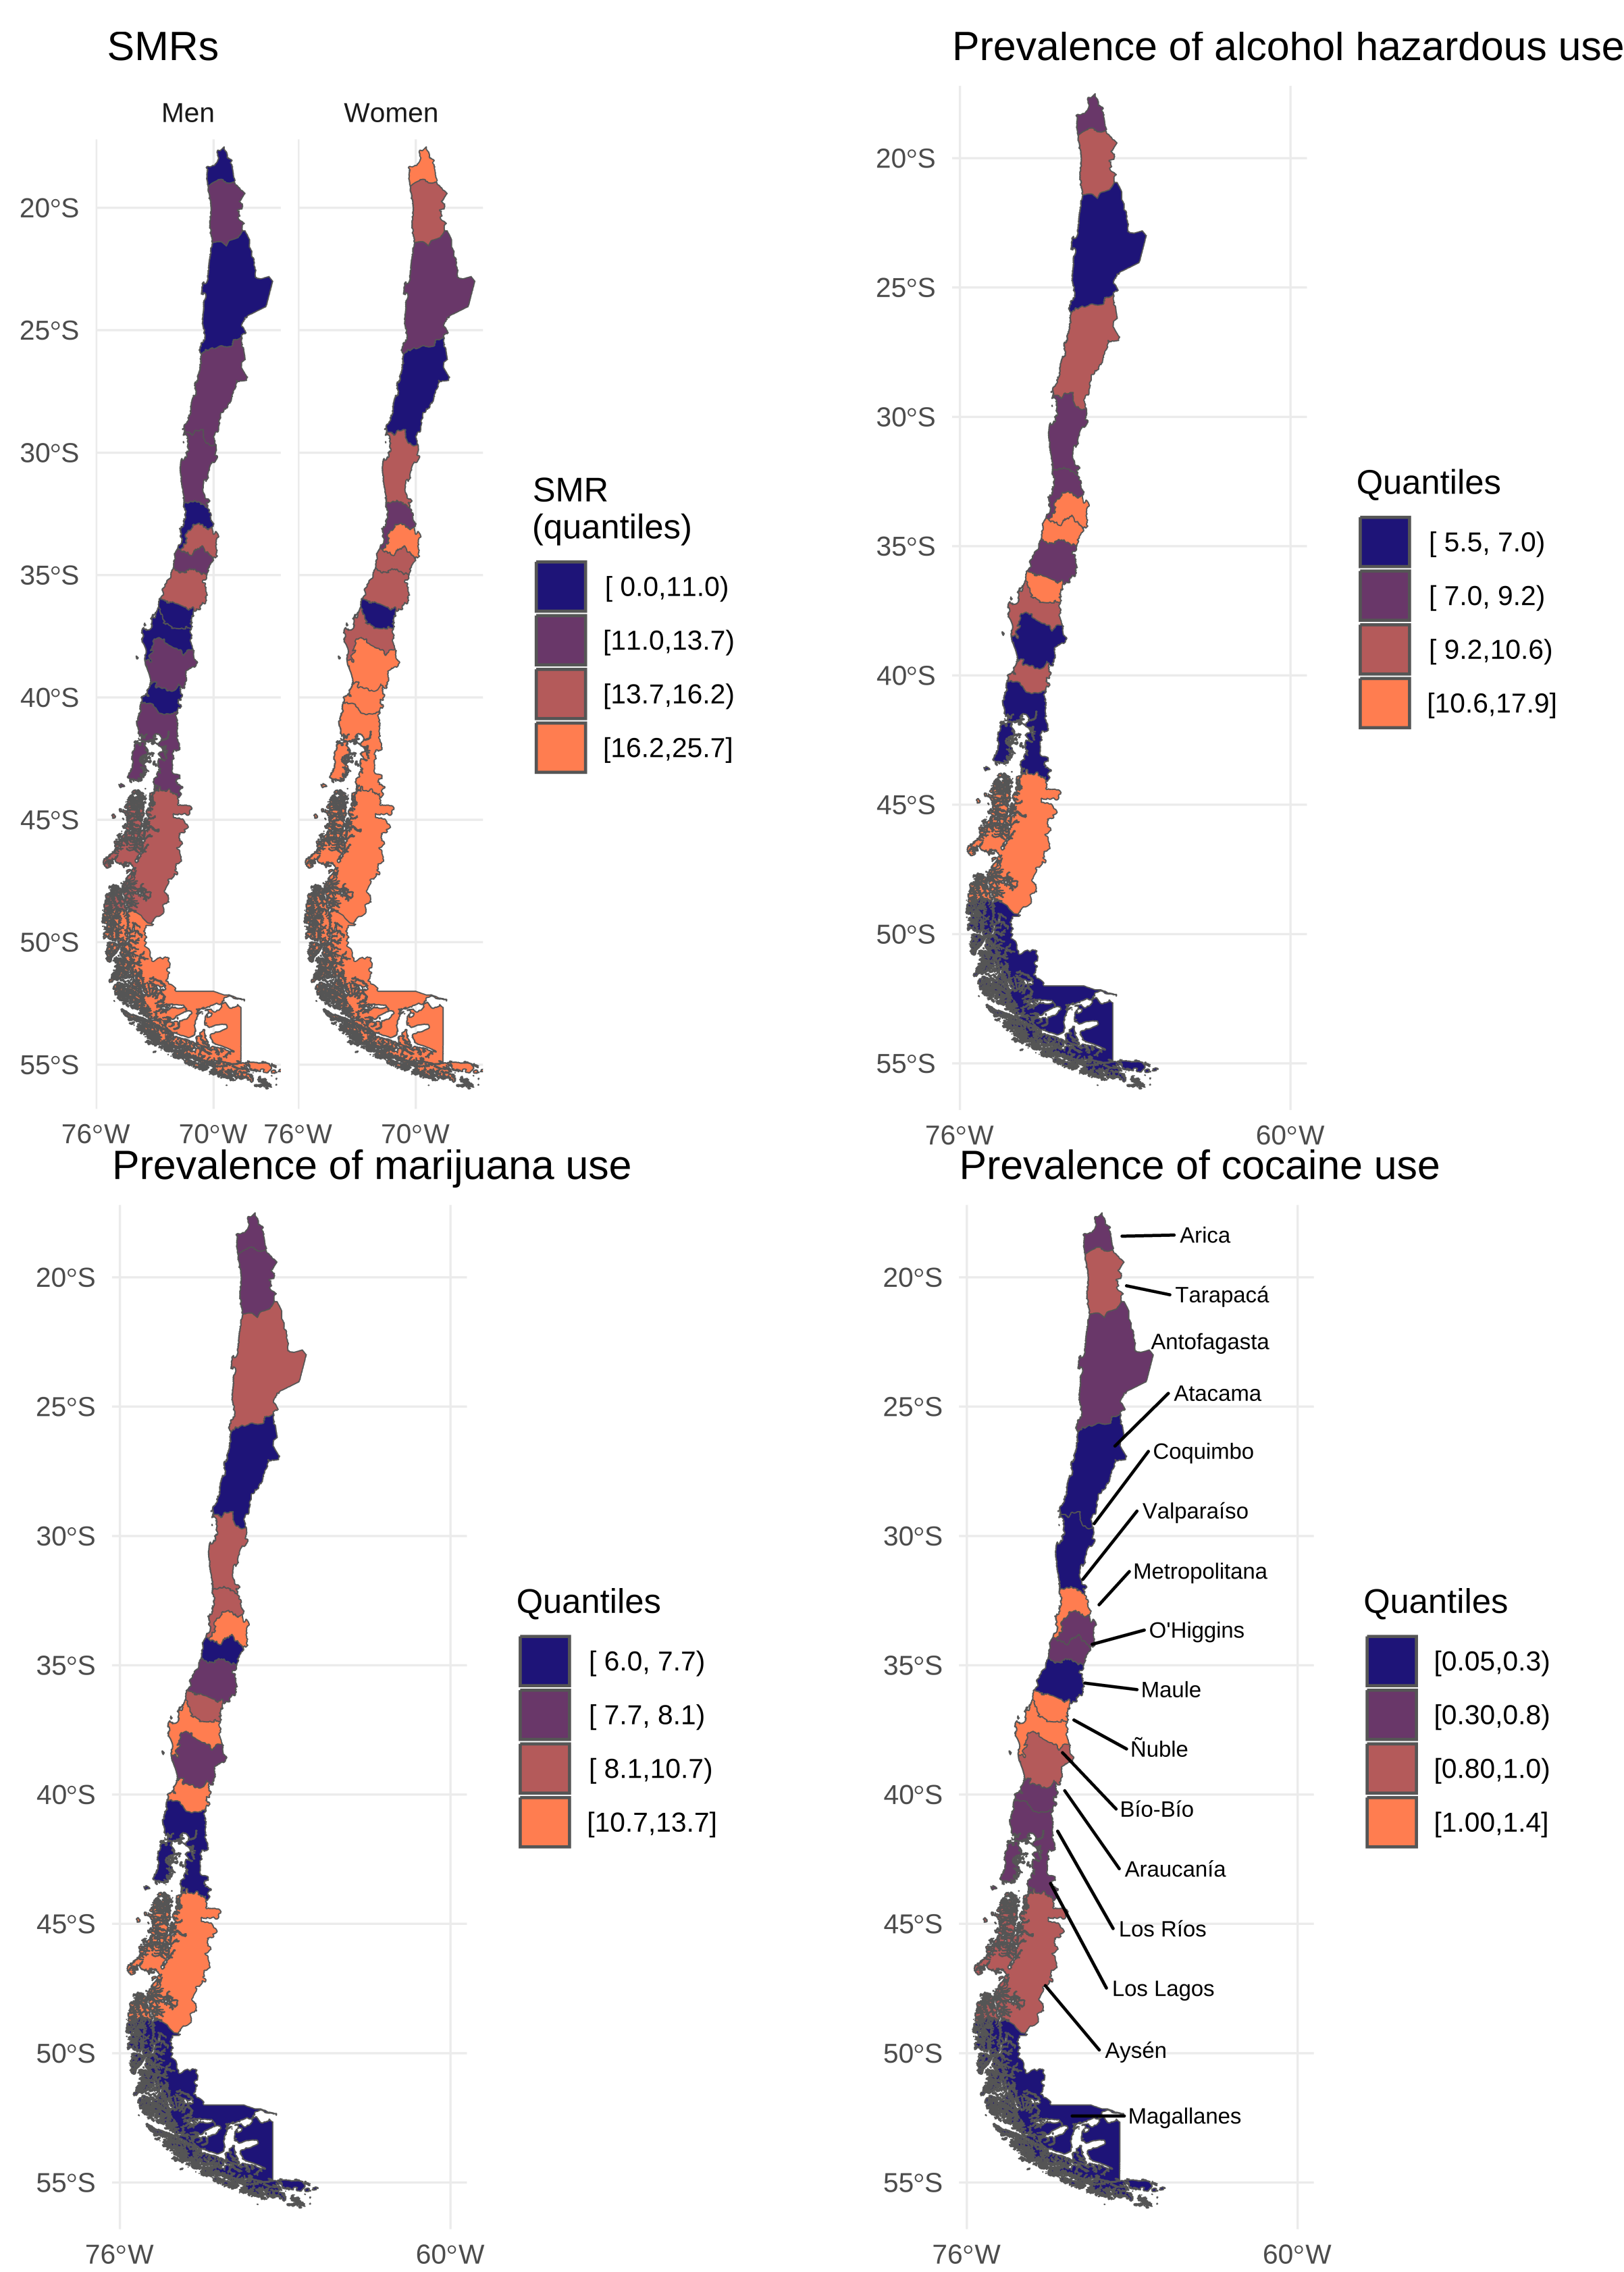 SMRs
Men
Women
20°S
25°S
30°S
35°S
40°S
45°S
50°S
55°S
76°W
70°W
76°W
70°W
SMR
(quantiles)
[ 0.0,11.0)
[11.0,13.7)
[13.7,16.2)
[16.2,25.7]
Prevalence of alcohol hazardous use
20°S
25°S
30°S
35°S
40°S
45°S
50°S
55°S
76°W
60°W
Quantiles
[ 5.5, 7.0)
[ 7.0, 9.2)
[ 9.2,10.6)
[10.6,17.9]
Prevalence of marijuana use
20°S
25°S
30°S
35°S
40°S
45°S
50°S
55°S
76°W
60°W
Quantiles
[ 6.0, 7.7)
[ 7.7, 8.1)
[ 8.1,10.7)
[10.7,13.7]
Prevalence of cocaine use
20°S
25°S
30°S
35°S
40°S
45°S
50°S
55°S
76°W
60°W
Arica
Tarapacá
Antofagasta
Atacama
Coquimbo
Valparaíso
Metropolitana
O'Higgins
Maule
Ñuble
Bío-Bío
Araucanía
Los Ríos
Los Lagos
Aysén
Magallanes
Quantiles
[0.05,0.3)
[0.30,0.8)
[0.80,1.0)
[1.00,1.4]